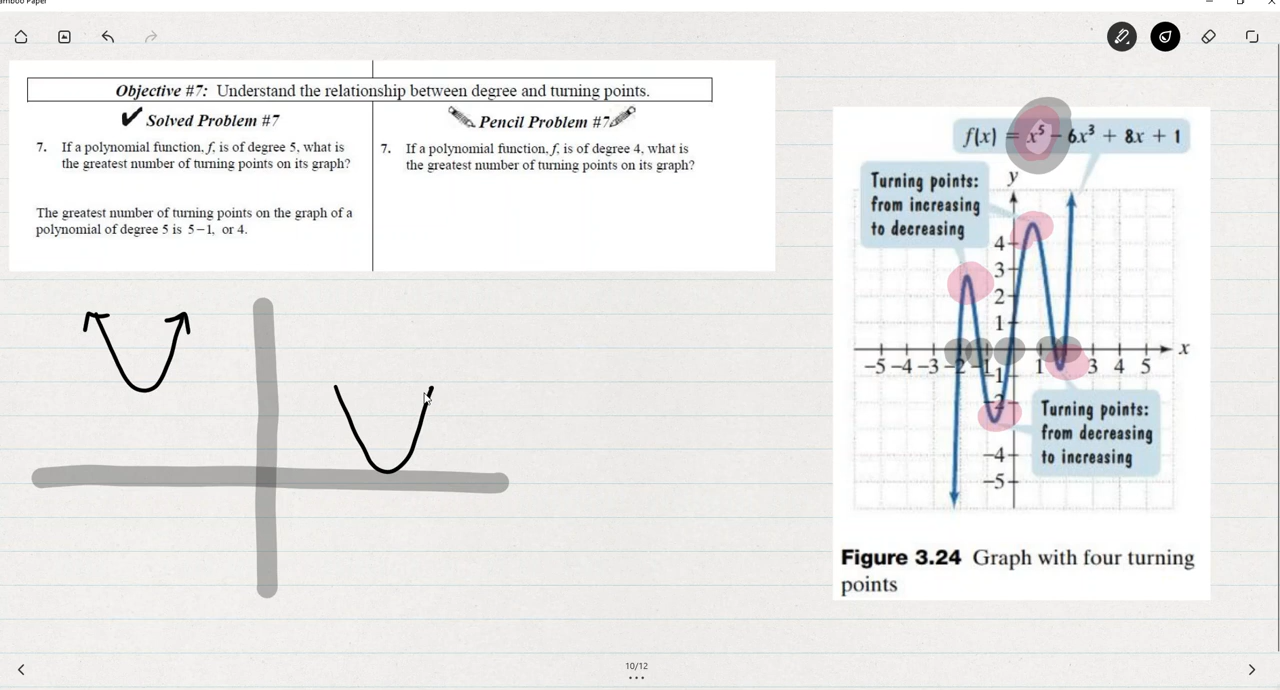 Objective #7: Understand the relationship between degree and turning points.
Solved Problem #7
7. If a polynomial function, f, is of degree 5, what is
the greatest number of turning points on its graph?
The greatest number of turning points on the graph of a
polynomial of degree 5 is 5−1, or 4.
Pencil Problem #7
7. If a polynomial function, f, is of degree 4, what is
the greatest number of turning points on its graph?
f(x) = x⁵ − 6x³ + 8x + 1
Turning points:
from increasing
to decreasing
y
4
3
2
1
−5 −4 −3 −2 −1 1 3 4 5 x
−1
−2
−4
−5
Turning points:
from decreasing
to increasing
Figure 3.24 Graph with four turning
points
10/12